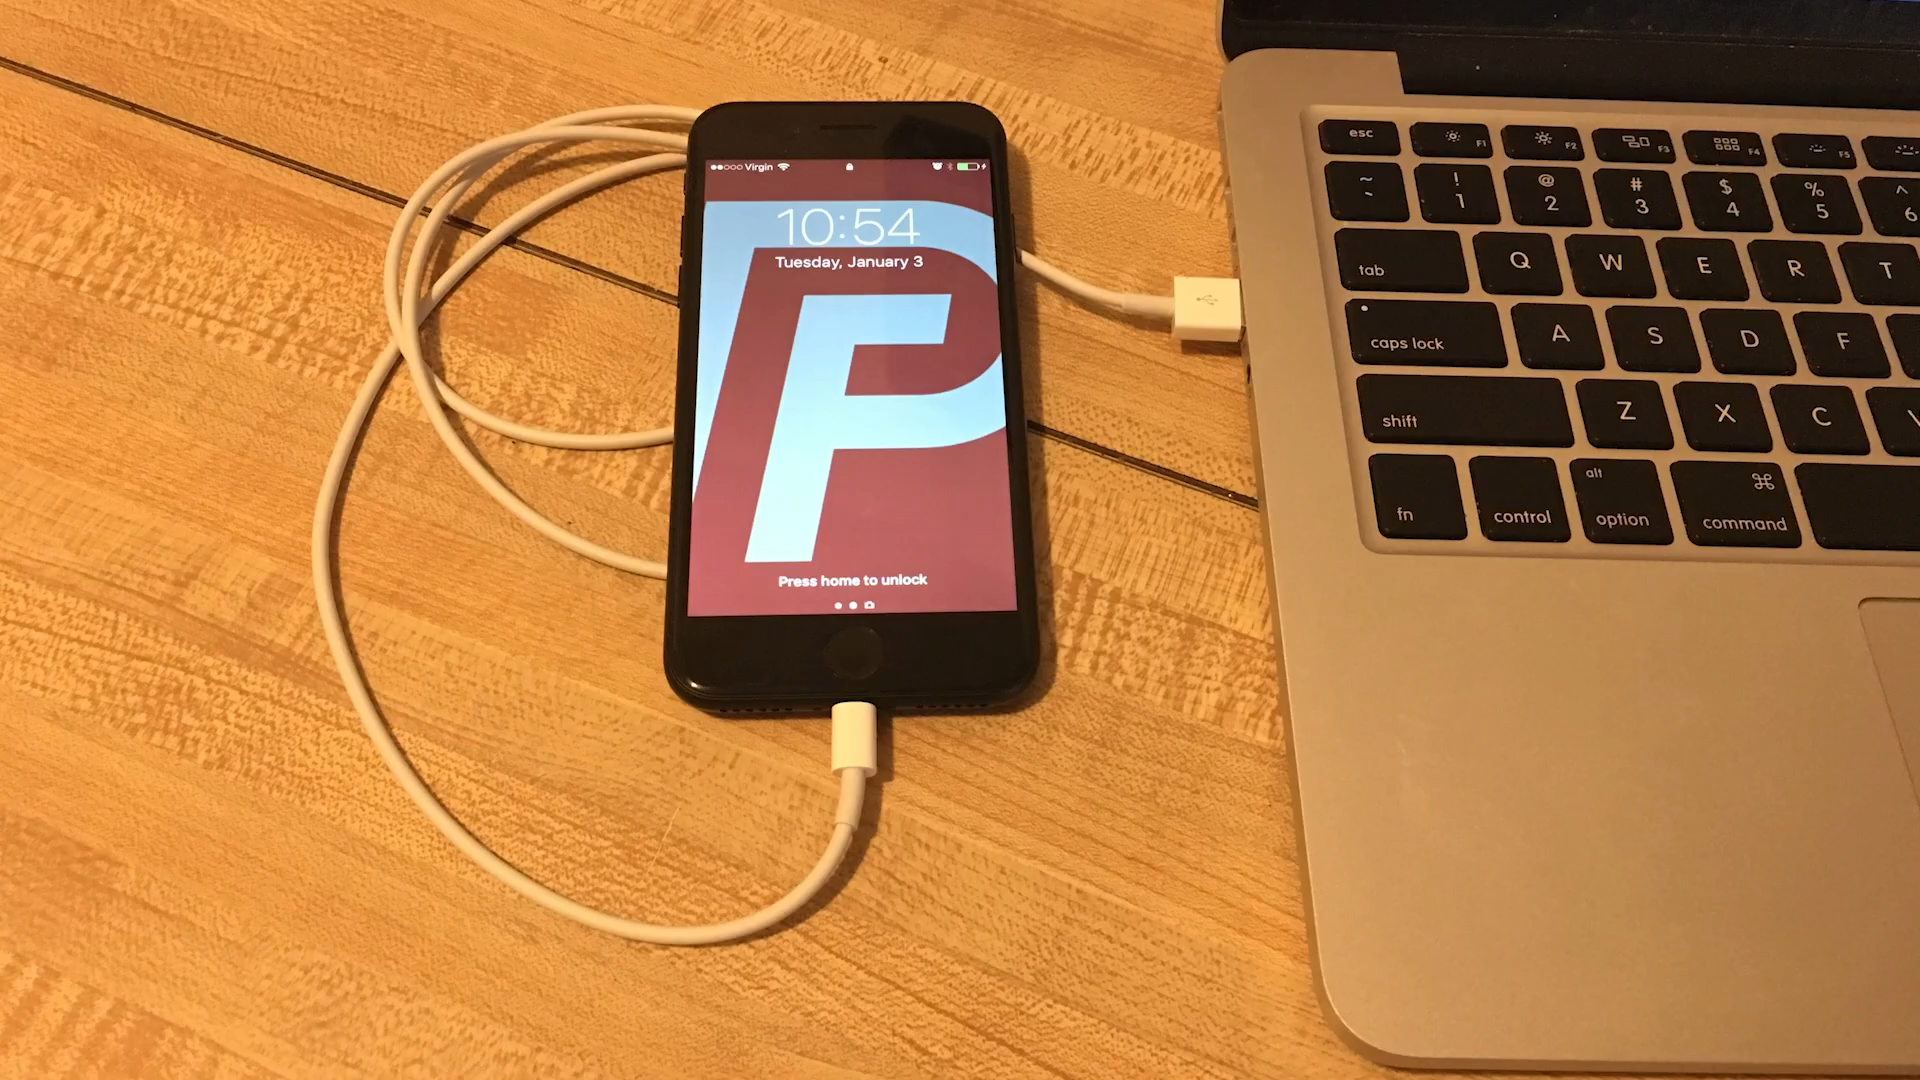 Virgin
10:54
Tuesday, January 3
P
Press home to unlock
esc F1 F2 F3 F4 F5
~ ! @ # $ % ^
` 1 2 3 4 5 6
tab Q W E R T
caps lock A S D F
shift Z X C
alt ⌘
fn control option command